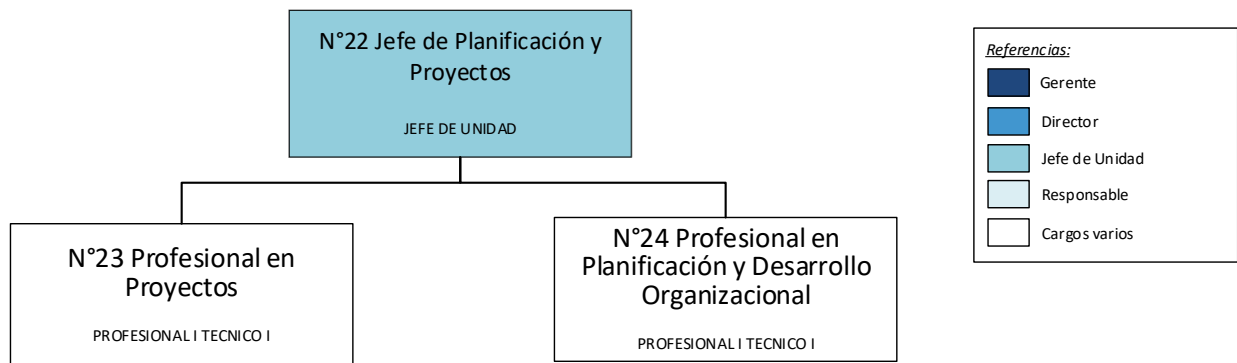 N°22 Jefe de Planificación y
Proyectos
JEFE DE UNIDAD
N°23 Profesional en
Proyectos
PROFESIONAL I TECNICO I
N°24 Profesional en
Planificación y Desarrollo
Organizacional
PROFESIONAL I TECNICO I
Referencias:
Gerente
Director
Jefe de Unidad
Responsable
Cargos varios